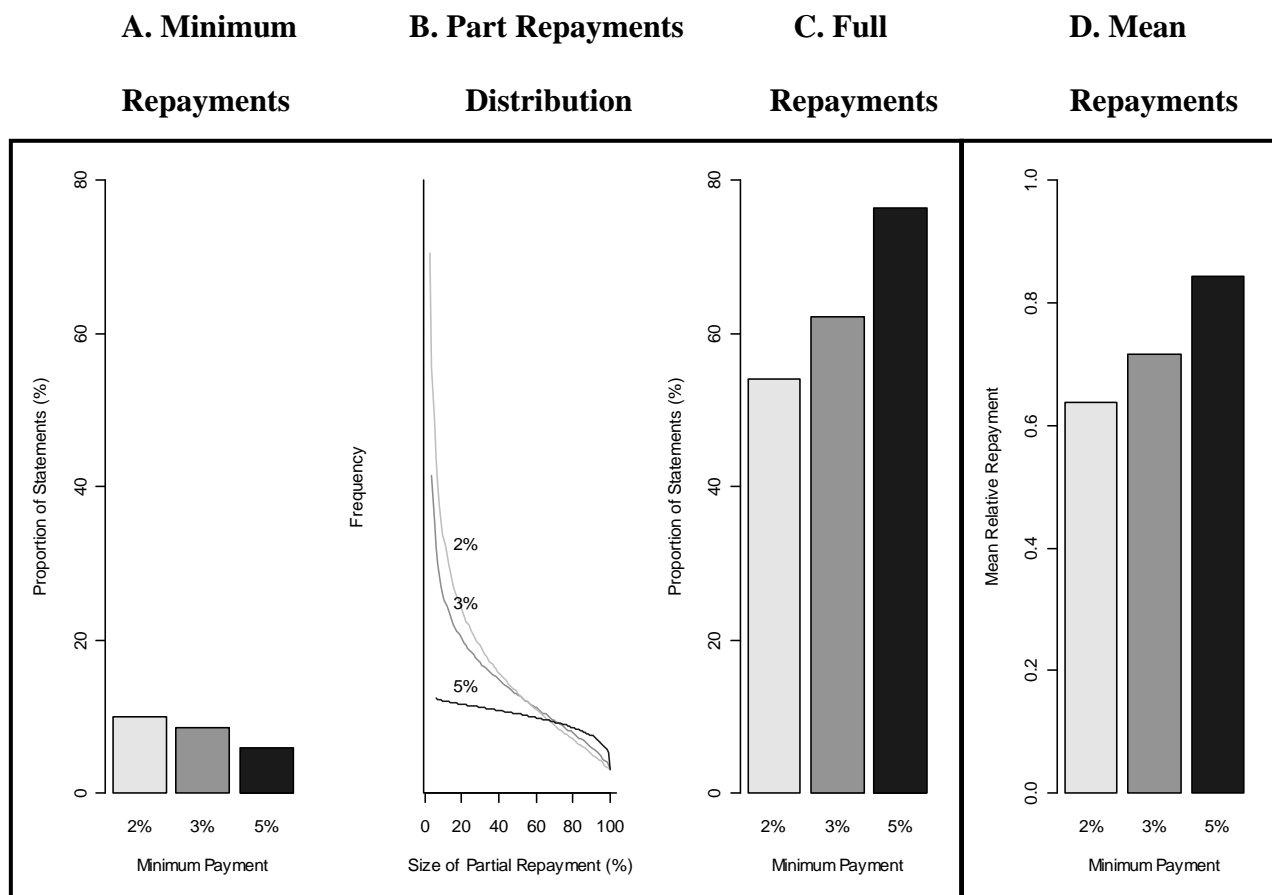 A. Minimum
Repayments
B. Part Repayments
Distribution
C. Full
Repayments
D. Mean
Repayments
Proportion of Statements (%)
0
20
40
60
80
2%
3%
5%
Minimum Payment
Frequency
2%
3%
5%
0 20 40 60 80 100
Size of Partial Repayment (%)
Proportion of Statements (%)
0
20
40
60
80
2%
3%
5%
Minimum Payment
Mean Relative Repayment
0.0
0.2
0.4
0.6
0.8
1.0
2%
3%
5%
Minimum Payment